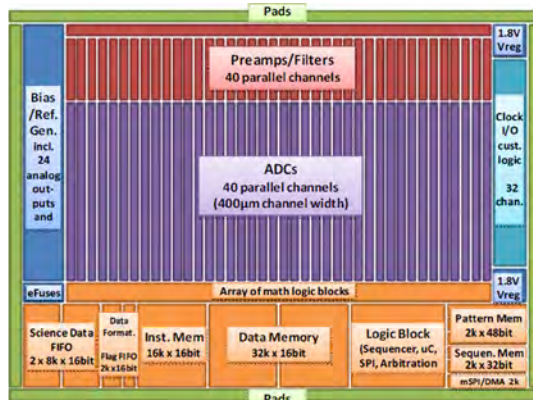 Pads
Preamps/Filters
40 parallel channels
1.8V
Vreg
Bias
/Ref.
Gen.
incl.
24
analog
out-
puts
and
Clock
I/O
cust.
logic
32
chan.
ADCs
40 parallel channels
(400µm channel width)
eFuses
Array of math logic blocks
1.8V
Vreg
Science Data
FIFO
2 x 8k x 16bit
Data
Format.
Flag FIFO
2k x16bit
Inst. Mem
16k x 16bit
Data Memory
32k x 16bit
Logic Block
(Sequencer, uC,
SPI, Arbitration
Pattern Mem
2k x 48bit
Sequen. Mem
2k x 32bit
mSPI/DMA 2k
Pads